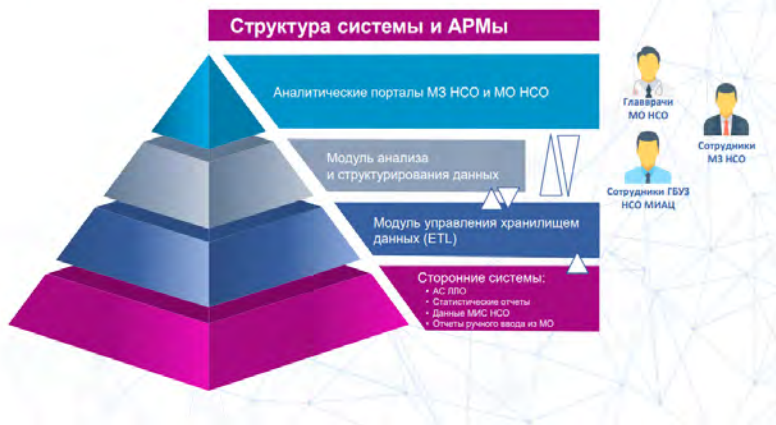 Структура системы и АРМы
Аналитические порталы МЗ НСО и МО НСО
Модуль анализа
и структурирования данных
Модуль управления хранилищем
данных (ETL)
Сторонние системы:
• АС ЛЛО
• Статистические отчеты
• Данные МИС НСО
• Отчеты ручного ввода из МО
Главврачи
МО НСО
Сотрудники
МЗ НСО
Сотрудники ГБУЗ
НСО МИАЦ